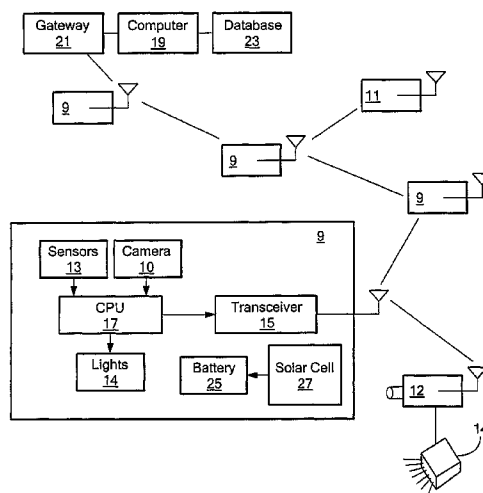 Gateway
21
Computer
19
Database
23
9
11
9
9
9
Sensors
13
Camera
10
CPU
17
Transceiver
15
Lights
14
Battery
25
Solar Cell
27
12
14